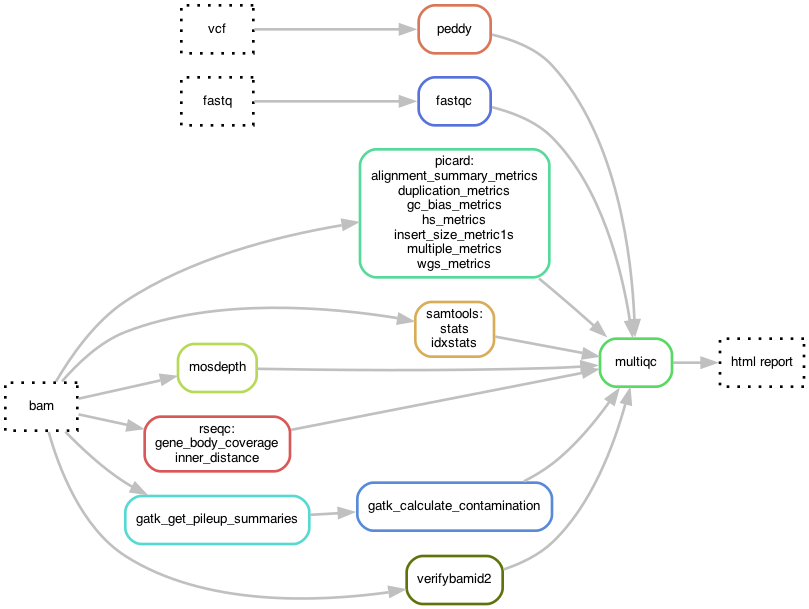 vcf
peddy
fastq
fastqc
picard:
alignment_summary_metrics
duplication_metrics
gc_bias_metrics
hs_metrics
insert_size_metric1s
multiple_metrics
wgs_metrics
samtools:
stats
idxstats
mosdepth
multiqc
html report
bam
rseqc:
gene_body_coverage
inner_distance
gatk_get_pileup_summaries
gatk_calculate_contamination
verifybamid2